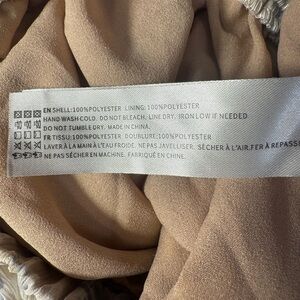 EN SHELL:100%POLYESTER LINING: 100%POLYESTER
HAND WASH COLD. DO NOT BLEACH. LINE DRY. IRON LOW IF NEEDED
DO NOT TUMBLE DRY. MADE IN CHINA.
FR TISSU:100%POLYESTER DOUBLURE:100%POLYESTER
LAVER À LA MAIN À L'EAU FROIDE. NE PAS JAVELLISER. SÉCHER À L'AIR.FER À REPASS
NE PAS SÉCHER EN MACHINE. FABRIQUÉ EN CHINE.